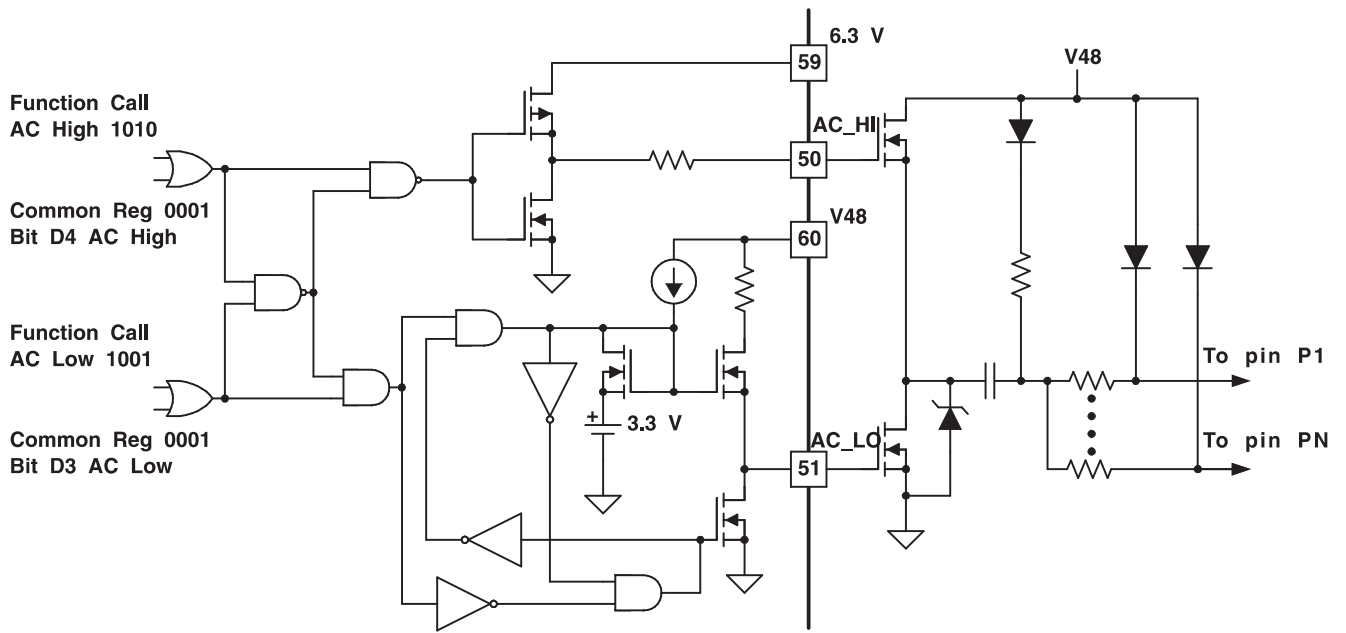 6.3 V
59
V48
Function Call
AC High 1010
AC_HI
50
Common Reg 0001
Bit D4 AC High
V48
60
Function Call
AC Low 1001
To pin P1
+
3.3 V
AC_LO
To pin PN
Common Reg 0001
Bit D3 AC Low
51